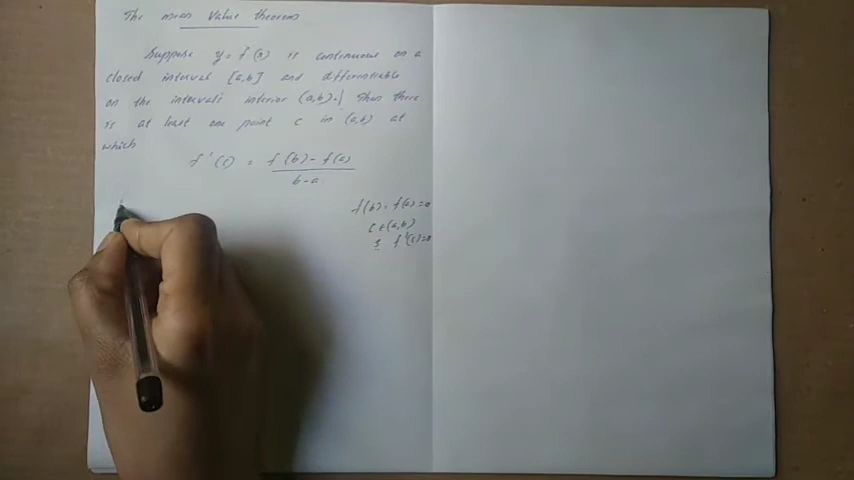 The mean value theorem
Suppose y = f(x) is continuous on a
closed interval [a,b] and differentiable
on the interval's interior (a,b). Then there
is at least one point c in (a,b) at
which
f'(c) = f(b) - f(a) / b - a
f(b) = f(a) = 0
c ∈ (a,b)
f'(c) = 0